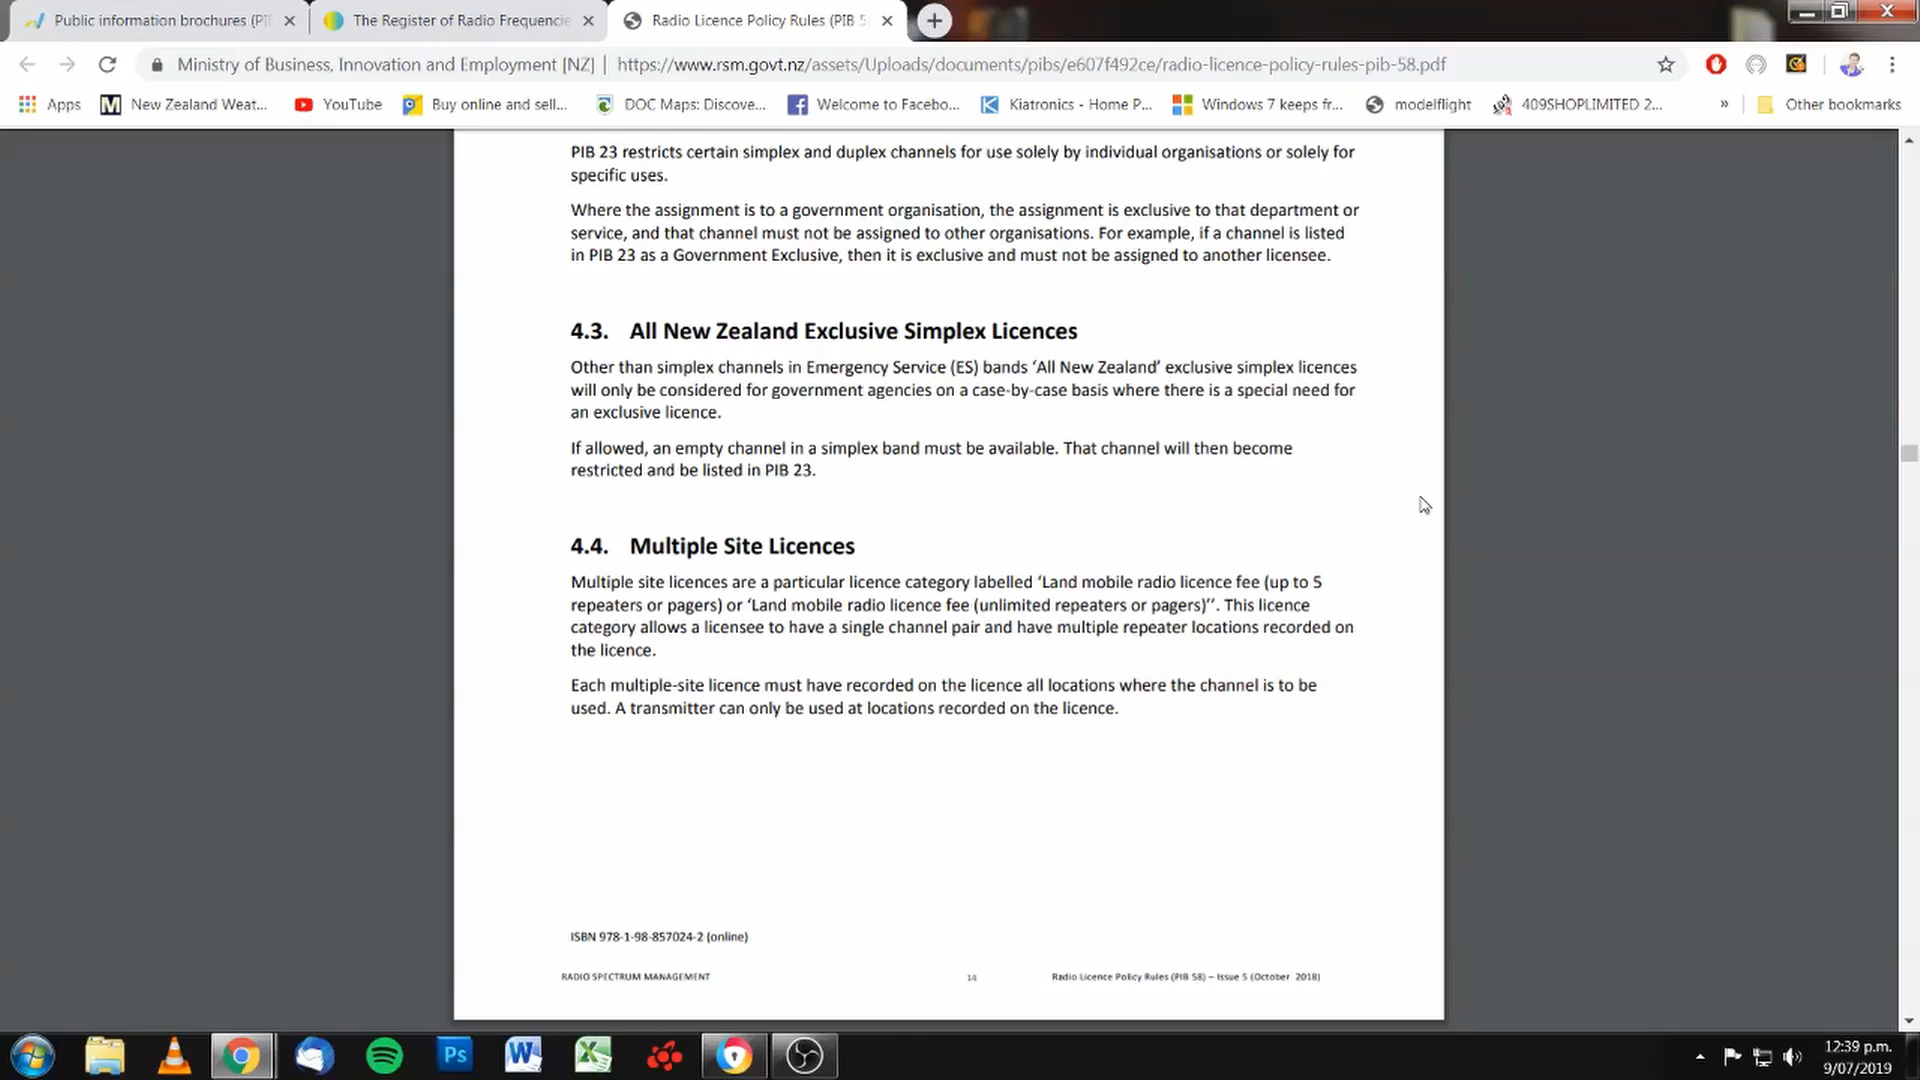 Public information brochures (PI
The Register of Radio Frequencie
Radio Licence Policy Rules (PIB 5
Ministry of Business, Innovation and Employment [NZ] | https://www.rsm.govt.nz/assets/Uploads/documents/pibs/e607f492ce/radio-licence-policy-rules-pib-58.pdf
Apps
New Zealand Weat...
YouTube
Buy online and sell...
DOC Maps: Discove...
Welcome to Facebo...
Kiatronics - Home P...
Windows 7 keeps fr...
modelflight
409SHOPLIMITED 2...
»
Other bookmarks
PIB 23 restricts certain simplex and duplex channels for use solely by individual organisations or solely for
specific uses.
Where the assignment is to a government organisation, the assignment is exclusive to that department or
service, and that channel must not be assigned to other organisations. For example, if a channel is listed
in PIB 23 as a Government Exclusive, then it is exclusive and must not be assigned to another licensee.
4.3. All New Zealand Exclusive Simplex Licences
Other than simplex channels in Emergency Service (ES) bands ‘All New Zealand’ exclusive simplex licences
will only be considered for government agencies on a case-by-case basis where there is a special need for
an exclusive licence.
If allowed, an empty channel in a simplex band must be available. That channel will then become
restricted and be listed in PIB 23.
4.4. Multiple Site Licences
Multiple site licences are a particular licence category labelled ‘Land mobile radio licence fee (up to 5
repeaters or pagers) or ‘Land mobile radio licence fee (unlimited repeaters or pagers)’’. This licence
category allows a licensee to have a single channel pair and have multiple repeater locations recorded on
the licence.
Each multiple-site licence must have recorded on the licence all locations where the channel is to be
used. A transmitter can only be used at locations recorded on the licence.
ISBN 978-1-98-857024-2 (online)
RADIO SPECTRUM MANAGEMENT
14
Radio Licence Policy Rules (PIB 58) – Issue 5 (October 2018)
Ps
12:39 p.m.
9/07/2019